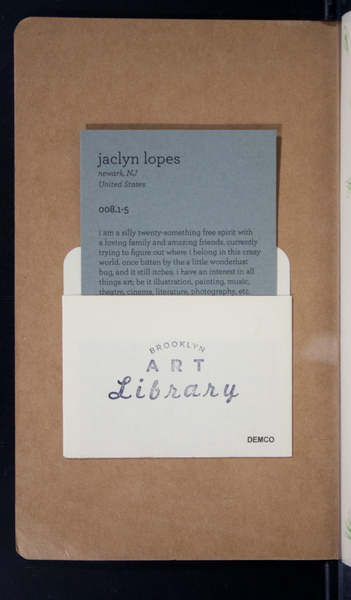 jaclyn lopes
newark, NJ
United States
008.1-5
i am a silly twenty-something free spirit with
a loving family and amazing friends. currently
trying to figure out where i belong in this crazy
world. once bitten by the a little wonderlust
bug, and it still itches. i have an interest in all
things art; be it illustration, painting, music,
theatre, cinema, literature, photography, etc.
BROOKLYN
ART
Library
DEMCO